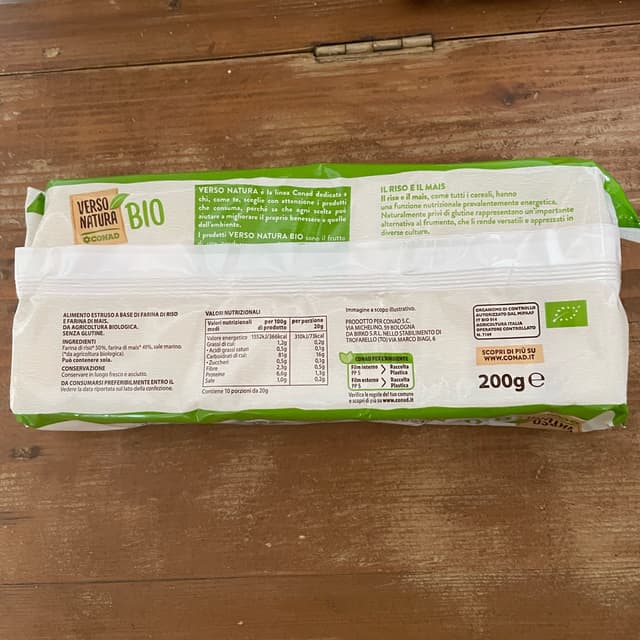 VERSO
NATURA
CONAD
BIO
VERSO NATURA è la linea Conad dedicata a
chi, come te, sceglie con attenzione i prodotti
che consuma, perché sa che ogni scelta può
aiutare a migliorare il proprio benessere e quello
dell'ambiente.
I prodotti VERSO NATURA BIO sono il frutto
IL RISO E IL MAIS
Il riso e il mais, come tutti i cereali, hanno
una funzione nutrizionale prevalentemente energetica.
Naturalmente privi di glutine rappresentano un'importante
alternativa al frumento, che li rende versatili e apprezzati in
diverse culture.
ALIMENTO ESTRUSO A BASE DI FARINA DI RISO
E FARINA DI MAIS.
DA AGRICOLTURA BIOLOGICA.
SENZA GLUTINE.
INGREDIENTI
Farina di riso* 50%, farina di mais* 49%, sale marino.
(*da agricoltura biologica).
Può contenere soia.
CONSERVAZIONE
Conservare in luogo fresco e asciutto.
DA CONSUMARSI PREFERIBILMENTE ENTRO IL
Vedere la data riportata sul lato della confezione.
VALORI NUTRIZIONALI
Valori nutrizionali medi per 100g di prodotto per porzione 20g
Valore energetico 1552kJ/366kcal 310kJ/73kcal
Grassi di cui: 1,2g 0,2g
- Acidi grassi saturi 0,5g 0,1g
Carboidrati di cui: 81g 16g
- Zuccheri 0,5g 0,1g
Fibre 2,3g 0,5g
Proteine 6,6g 1,3g
Sale 1,0g 0,2g
Contiene 10 porzioni da 20g
Immagine a scopo illustrativo.
PRODOTTO PER CONAD S.C.
VIA MICHELINO, 59 BOLOGNA
DA BIRKO S.R.L. NELLO STABILIMENTO DI
TROFARELLO (TO) VIA MARCO BIAGI, 6
CONAD PER L'AMBIENTE
Film interno PP 5 > Raccolta Plastica
Film esterno PP 5 > Raccolta Plastica
Verifica le regole del tuo comune
e scopri di più su www.conad.it
ORGANISMO DI CONTROLLO
AUTORIZZATO DAL MIPAAF
IT BIO 014
AGRICOLTURA ITALIA
OPERATORE CONTROLLATO
SCOPRI DI PIÙ SU
WWW.CONAD.IT
200g e